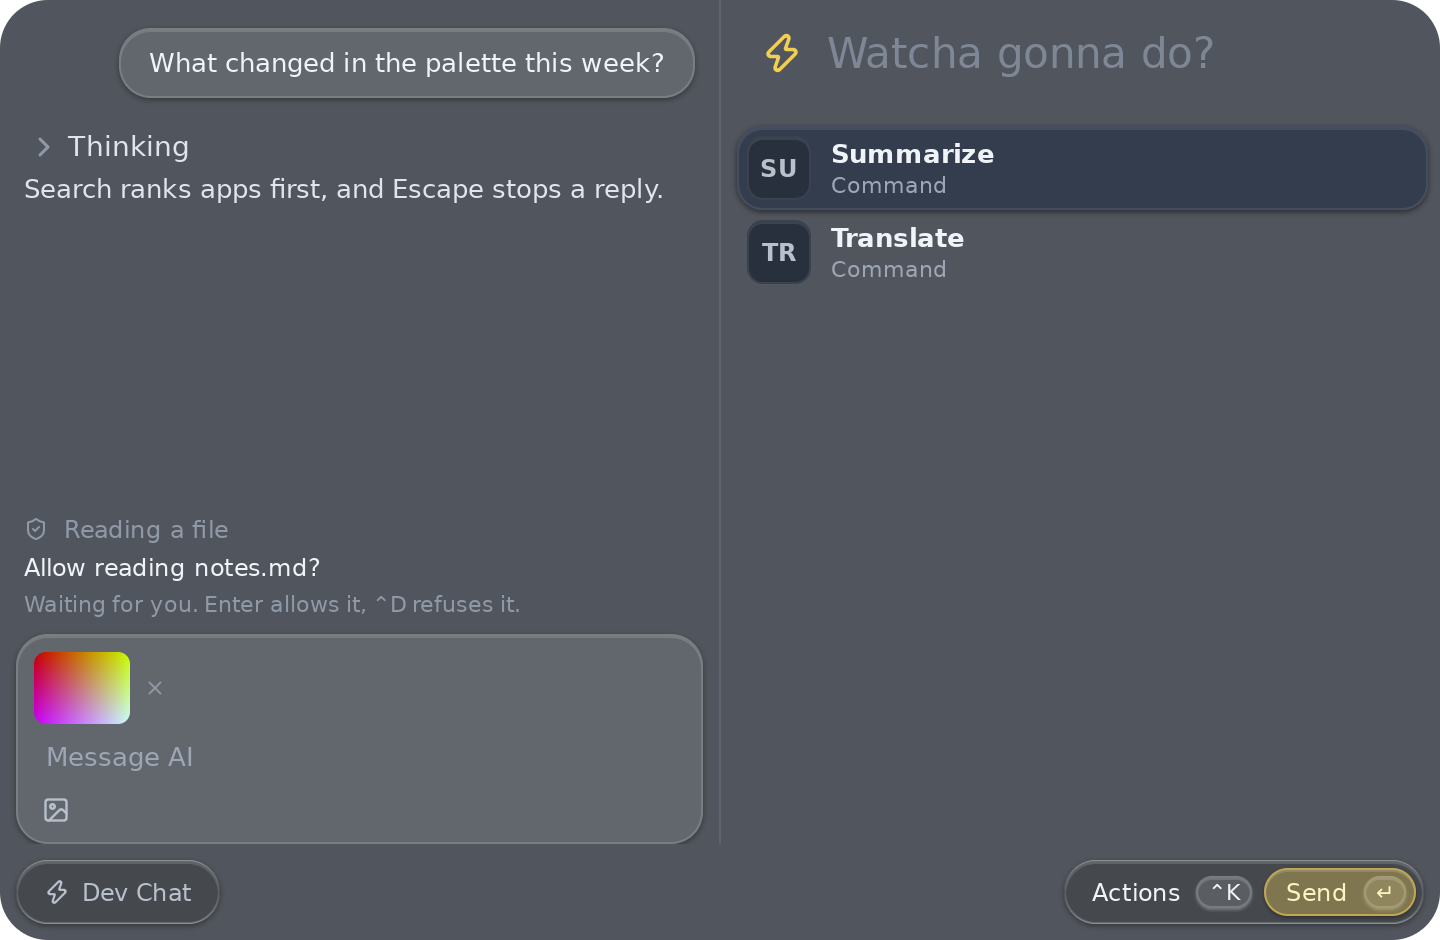 What changed in the palette this week?
Thinking
Search ranks apps first, and Escape stops a reply.
Reading a file
Allow reading notes.md?
Waiting for you. Enter allows it, ^D refuses it.
Message AI
Dev Chat
Watcha gonna do?
SU
Summarize
Command
TR
Translate
Command
Actions ^K Send ↵